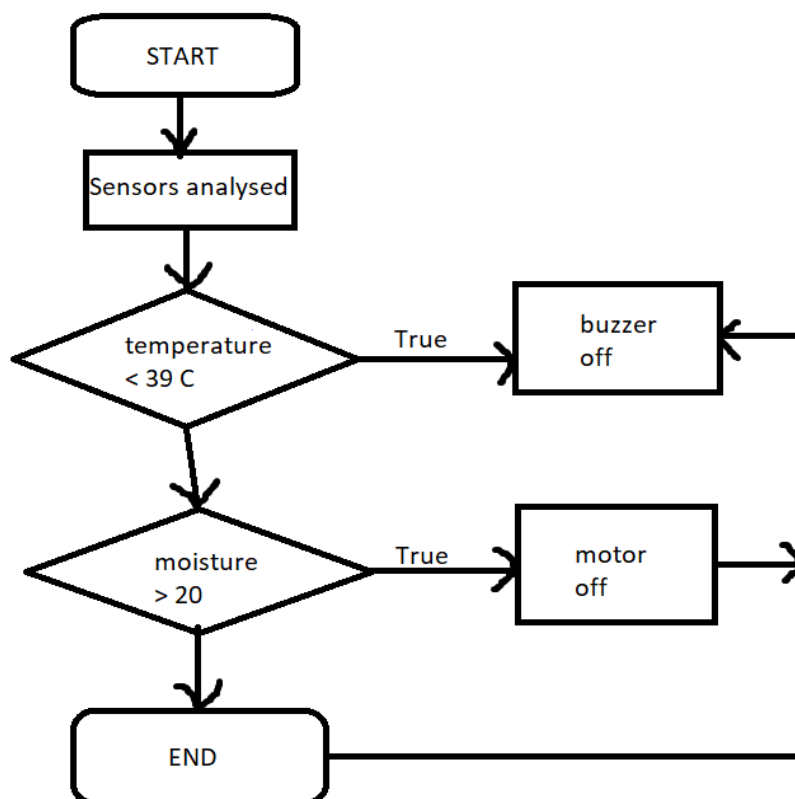 START
Sensors analysed
temperature
< 39 C
True
buzzer
off
moisture
> 20
True
motor
off
END